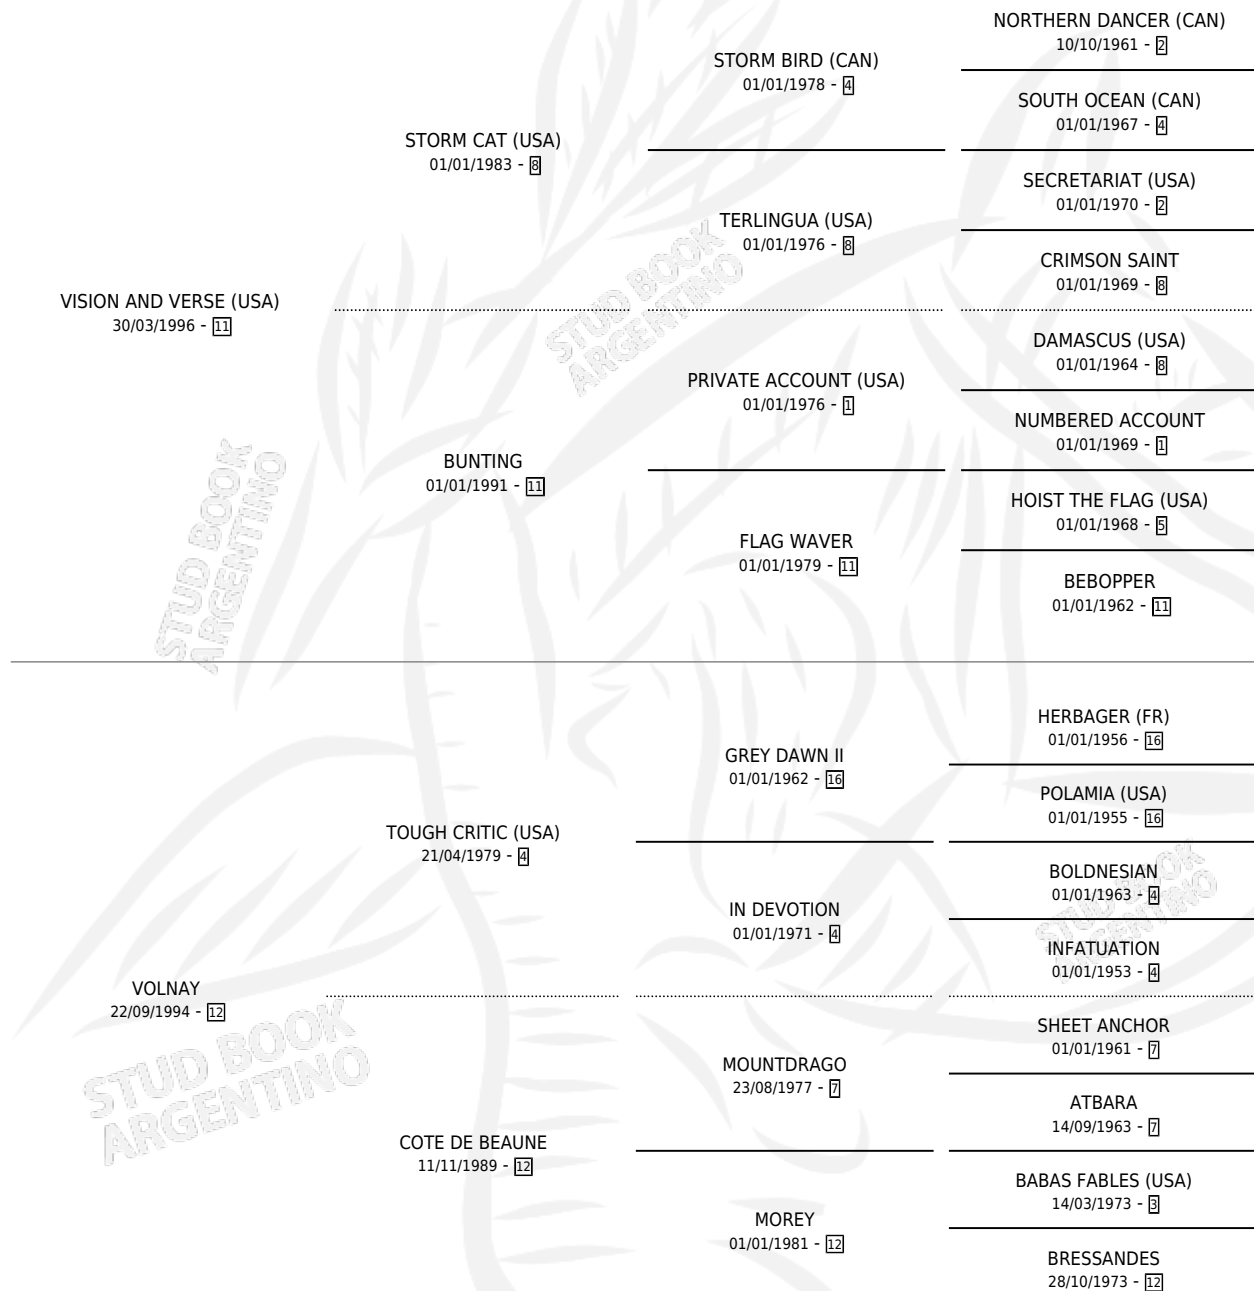 NORTHERN DANCER (CAN)
10/10/1961 - 2
STORM BIRD (CAN)
01/01/1978 - 4
SOUTH OCEAN (CAN)
01/01/1967 - 4
STORM CAT (USA)
01/01/1983 - 8
SECRETARIAT (USA)
01/01/1970 - 2
TERLINGUA (USA)
01/01/1976 - 8
CRIMSON SAINT
01/01/1969 - 8
VISION AND VERSE (USA)
30/03/1996 - 11
DAMASCUS (USA)
01/01/1964 - 8
PRIVATE ACCOUNT (USA)
01/01/1976 - 1
NUMBERED ACCOUNT
01/01/1969 - 1
BUNTING
01/01/1991 - 11
HOIST THE FLAG (USA)
01/01/1968 - 5
FLAG WAVER
01/01/1979 - 11
BEBOPPER
01/01/1962 - 11
HERBAGER (FR)
01/01/1956 - 16
GREY DAWN II
01/01/1962 - 16
POLAMIA (USA)
01/01/1955 - 16
TOUGH CRITIC (USA)
21/04/1979 - 4
BOLDNESIAN
01/01/1963 - 4
IN DEVOTION
01/01/1971 - 4
INFATUATION
01/01/1953 - 4
VOLNAY
22/09/1994 - 12
SHEET ANCHOR
01/01/1961 - 7
MOUNTDRAGO
23/08/1977 - 7
ATBARA
14/09/1963 - 7
COTE DE BEAUNE
11/11/1989 - 12
BABAS FABLES (USA)
14/03/1973 - 3
MOREY
01/01/1981 - 12
BRESSANDES
28/10/1973 - 12
STUD BOOK
ARGENTINO
STUD BOOK
ARGENTINO
STUD BOOK
ARGENTINO
STUD BOOK
ARGENTINO